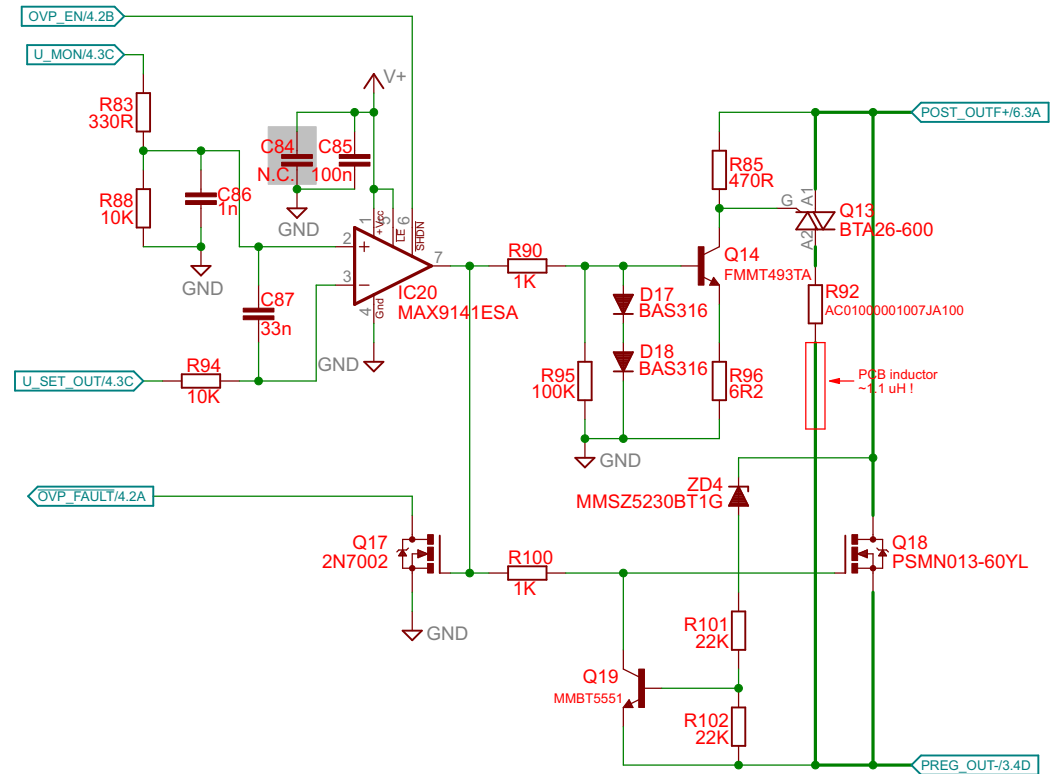 OVP_EN/4.2B
U_MON/4.3C
V+
POST_OUTF+/6.3A
R83
330R
C84
N.C.
C85
100n
R85
470R
R88
10K
C86
1n
GND
GND
1
+Vcc
5
LE
6
SHDN
G
A1
A2
Q13
BTA26-600
2
+
3
−
7
4
Gnd
IC20
MAX9141ESA
R90
1K
Q14
FMMT493TA
C87
33n
D17
BAS316
R92
AC01000001007JA100
GND
D18
BAS316
U_SET_OUT/4.3C
R94
10K
R95
100K
R96
6R2
PCB inductor
~1.1 uH !
GND
OVP_FAULT/4.2A
ZD4
MMSZ5230BT1G
Q17
2N7002
R100
1K
Q18
PSMN013-60YL
GND
R101
22K
Q19
MMBT5551
R102
22K
PREG_OUT-/3.4D